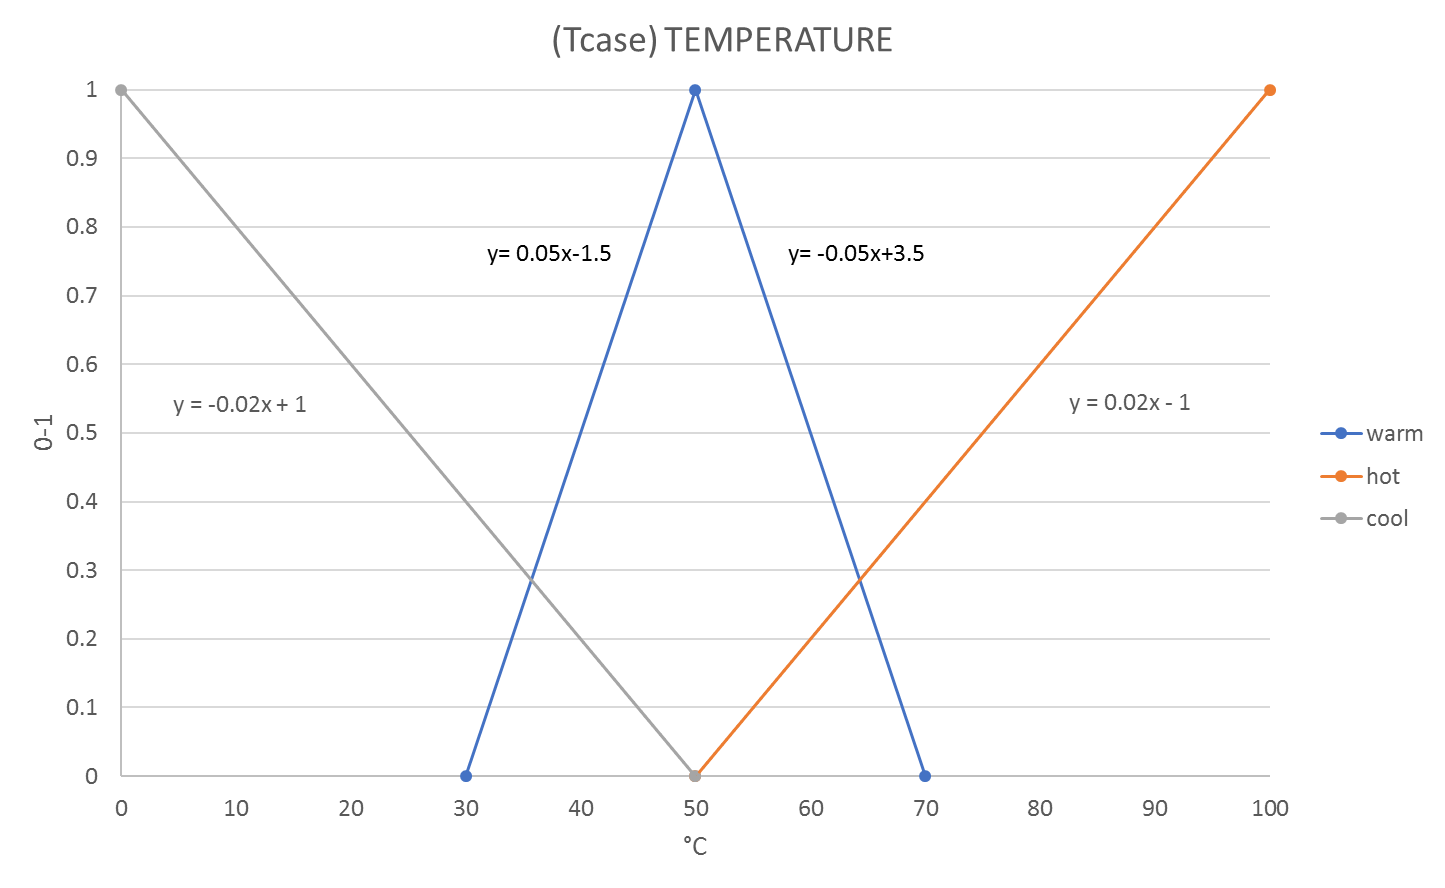 (Tcase) TEMPERATURE
1
0.9
0.8
0.7
0.6
0.5
0.4
0.3
0.2
0.1
0
0-1
y= 0.05x-1.5
y= -0.05x+3.5
y = -0.02x + 1
y = 0.02x - 1
warm
hot
cool
0 10 20 30 40 50 60 70 80 90 100
°C